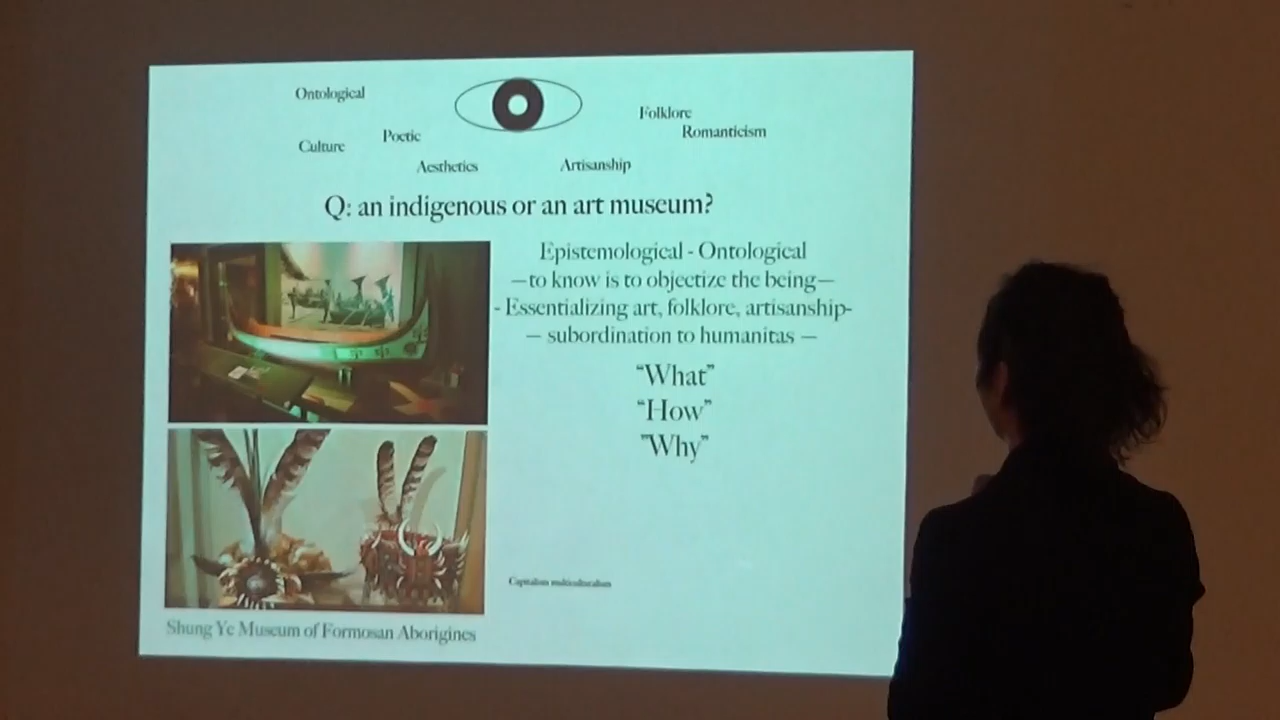 Ontological
Folklore
Romanticism
Poetic
Culture
Aesthetics
Artisanship
Q: an indigenous or an art museum?
Epistemological - Ontological
—to know is to objectize the being—
- Essentializing art, folklore, artisanship-
— subordination to humanitas —
“What”
“How”
”Why”
Capitalism multiculturalism
Shung Ye Museum of Formosan Aborigines